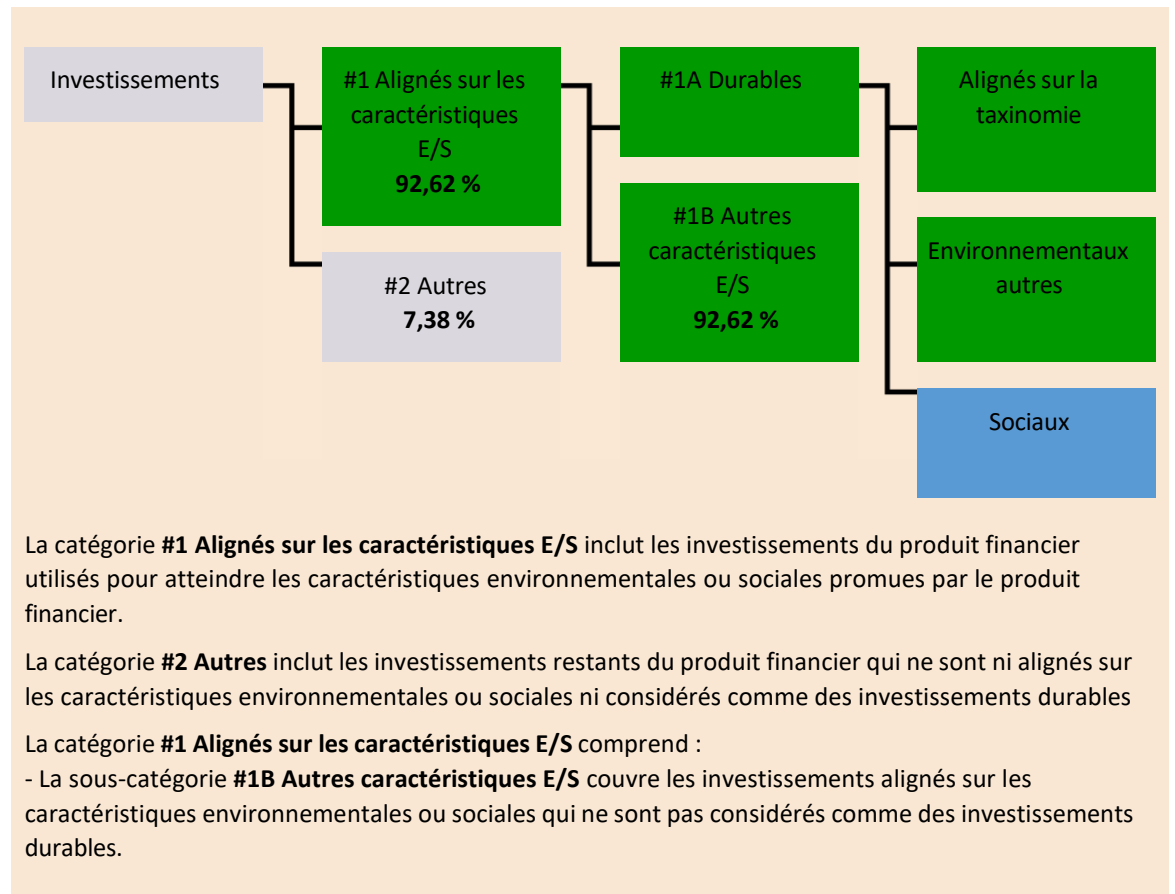 Investissements
#1 Alignés sur les
caractéristiques
E/S
92,62 %
#2 Autres
7,38 %
#1A Durables
#1B Autres
caractéristiques
E/S
92,62 %
Alignés sur la
taxinomie
Environnementaux
autres
Sociaux
La catégorie #1 Alignés sur les caractéristiques E/S inclut les investissements du produit financier
utilisés pour atteindre les caractéristiques environnementales ou sociales promues par le produit
financier.
La catégorie #2 Autres inclut les investissements restants du produit financier qui ne sont ni alignés sur
les caractéristiques environnementales ou sociales ni considérés comme des investissements durables
La catégorie #1 Alignés sur les caractéristiques E/S comprend :
- La sous-catégorie #1B Autres caractéristiques E/S couvre les investissements alignés sur les
caractéristiques environnementales ou sociales qui ne sont pas considérés comme des investissements
durables.